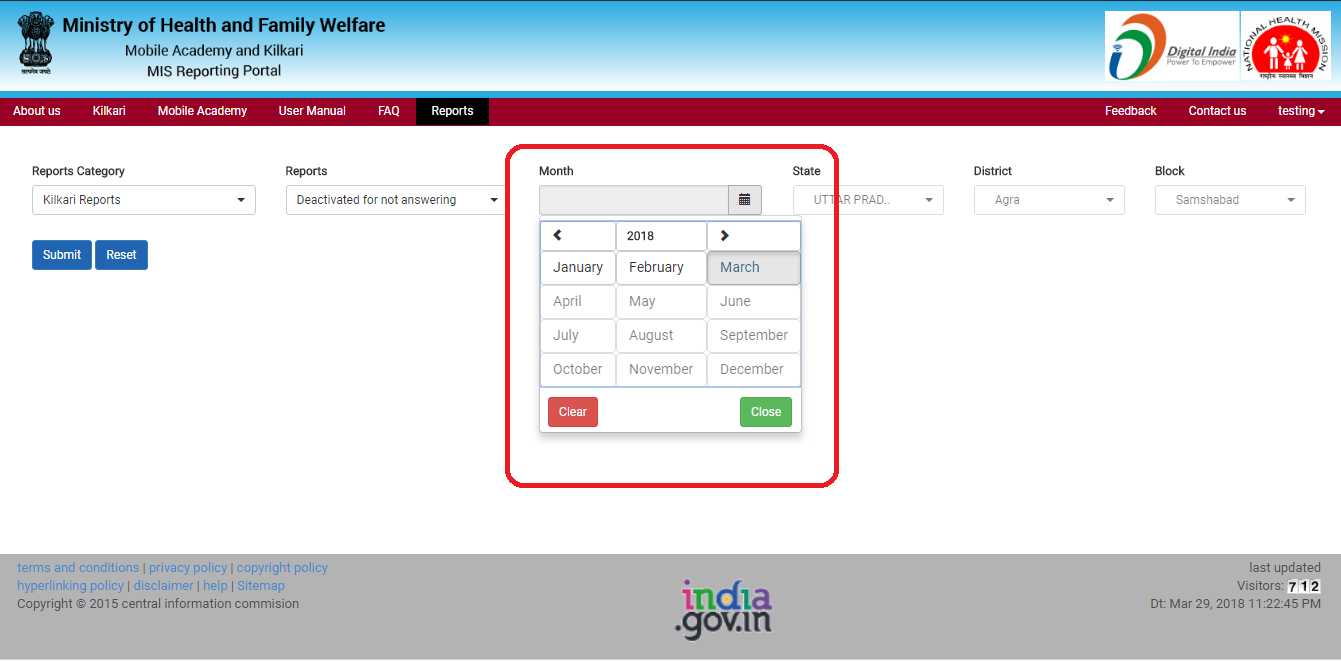 Ministry of Health and Family Welfare
Mobile Academy and Kilkari
MIS Reporting Portal
सत्यमेव जयते
Digital India
Power To Empower
NATIONAL HEALTH MISSION
राष्ट्रीय स्वास्थ्य मिशन
About us Kilkari Mobile Academy User Manual FAQ Reports Feedback Contact us testing
Reports Category Reports Month State District Block
Kilkari Reports Deactivated for not answering UTTAR PRAD.. Agra Samshabad
2018
Submit Reset
January February March
April May June
July August September
October November December
Clear Close
terms and conditions | privacy policy | copyright policy
hyperlinking policy | disclaimer | help | Sitemap
Copyright © 2015 central information commision
india
.gov.in
last updated
Visitors: 712
Dt: Mar 29, 2018 11:22:45 PM